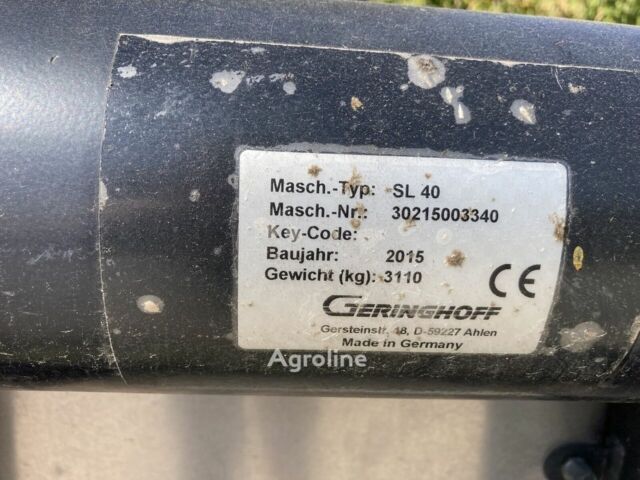 Masch.-Typ: SL 40
Masch.-Nr.: 30215003340
Key-Code:
Baujahr: 2015
Gewicht (kg): 3110
CE
GERINGHOFF
Gersteinstr. 48, D-59227 Ahlen
Made in Germany
Agroline